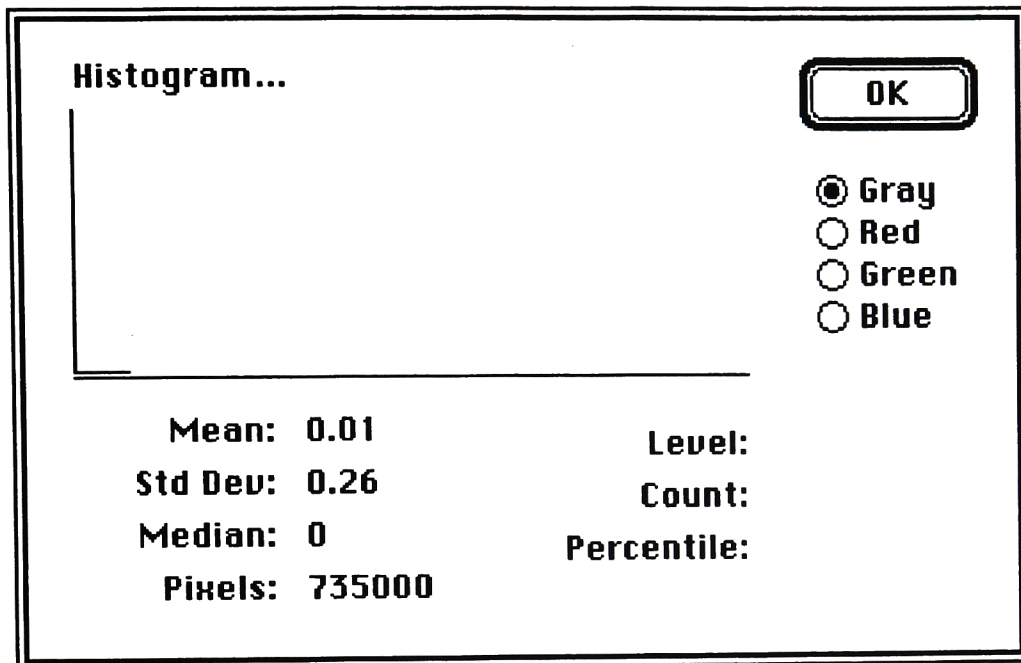 Histogram...
OK
Gray
Red
Green
Blue
Mean: 0.01
Std Dev: 0.26
Median: 0
Pixels: 735000
Level:
Count:
Percentile: